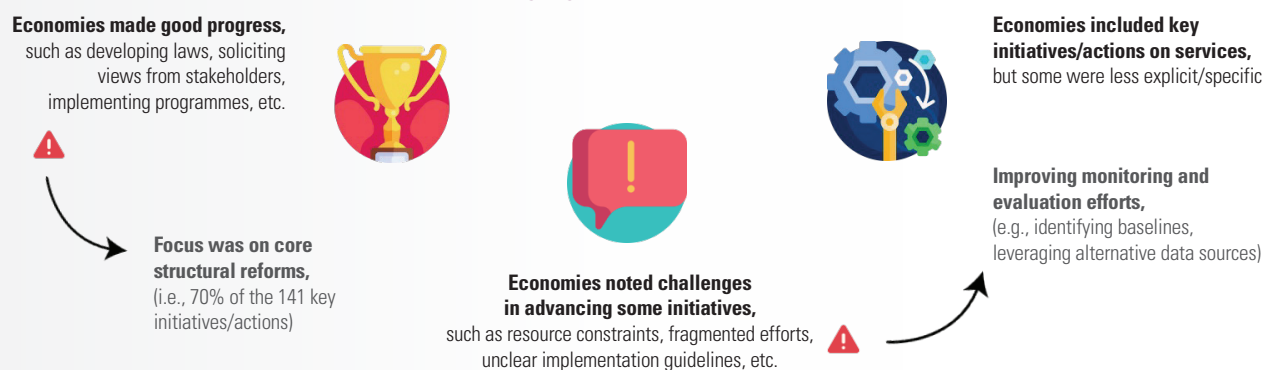 Economies made good progress,
such as developing laws, soliciting
views from stakeholders,
implementing programmes, etc.
Focus was on core
structural reforms,
(i.e., 70% of the 141 key
initiatives/actions)
Economies noted challenges
in advancing some initiatives,
such as resource constraints, fragmented efforts,
unclear implementation guidelines, etc.
Economies included key
initiatives/actions on services,
but some were less explicit/specific
Improving monitoring and
evaluation efforts,
(e.g., identifying baselines,
leveraging alternative data sources)